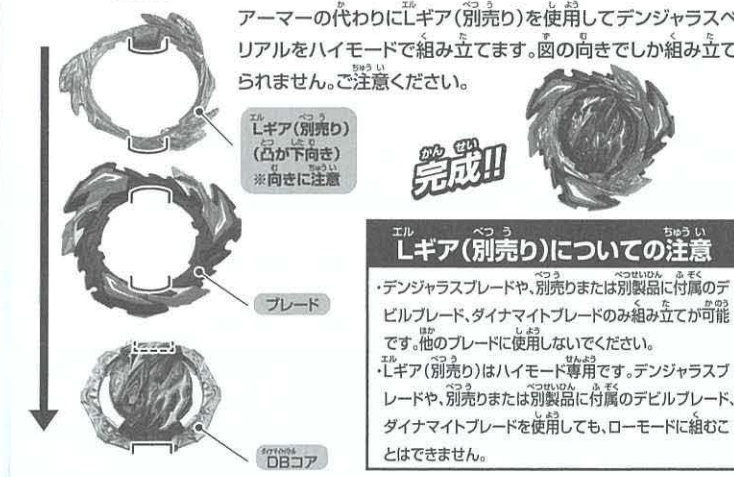 アーマーの代わりにLギア(別売り)を使用してデンジャラスベ
リアルをハイモードで組み立てます。図の向きでしか組み立て
られません。ご注意ください。
Lギア(別売り)
(凸が下向き)
※向きに注意
完成!!
ブレード
DBコア
Lギア(別売り)についての注意
・デンジャラスブレードや、別売りまたは別製品に付属のデ
ビルブレード、ダイナマイトブレードのみ組み立てが可能
です。他のブレードに使用しないでください。
・Lギア(別売り)はハイモード専用です。デンジャラスブ
レードや、別売りまたは別製品に付属のデビルブレード、
ダイナマイトブレードを使用しても、ローモードに組むこ
とはできません。